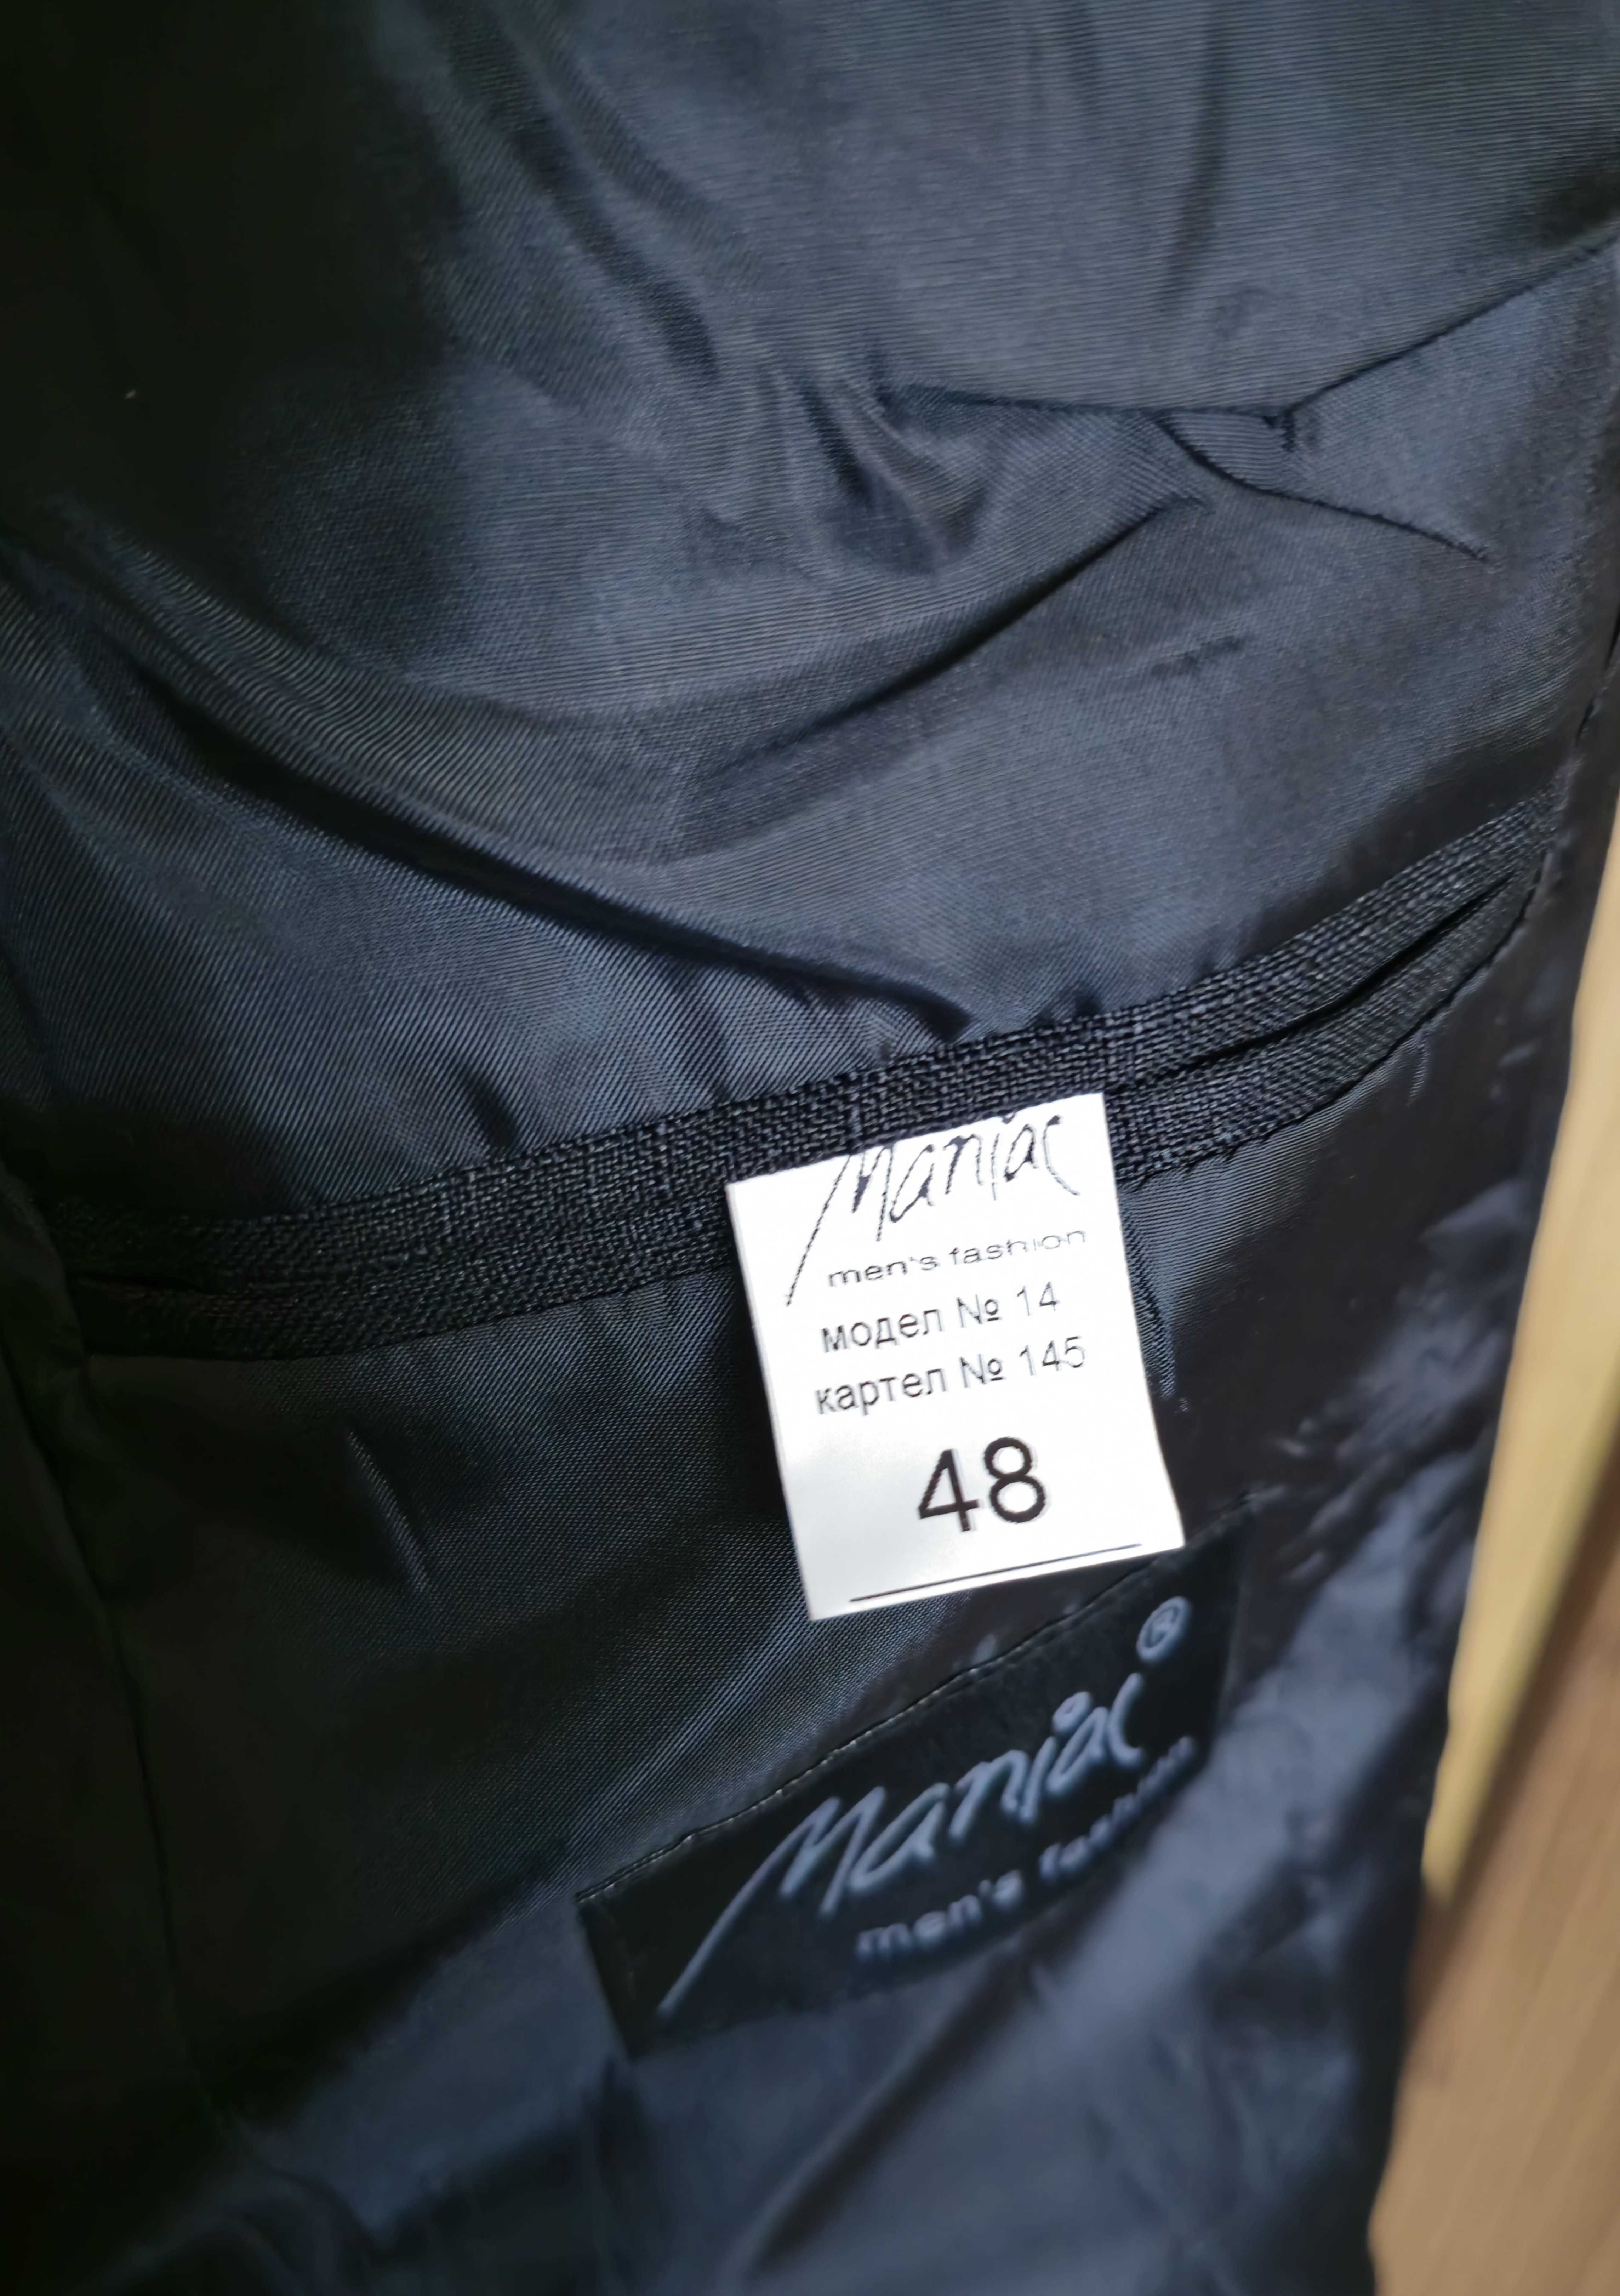 Maniac
men's fashion
модел № 14
картел № 145
48
Maniac ®
men's fashion